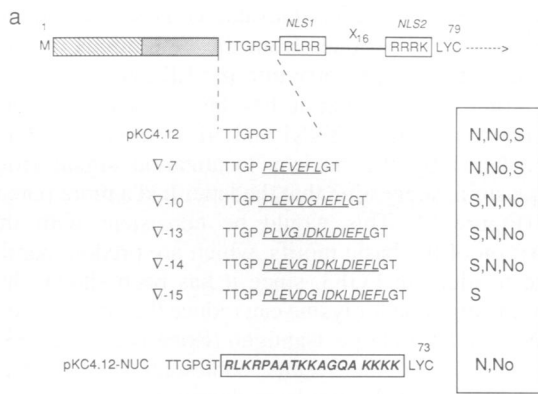 a
1 NLS1 NLS2 79
M TTGPGT RLRR X16 RRRK LYC
pKC4.12 TTGPGT N,No,S
∇-7 TTGP PLEVEFLGT N,No,S
∇-10 TTGP PLEVDG IEFLGT S,N,No
∇-13 TTGP PLVG IDKLDIEFLGT S,N,No
∇-14 TTGP PLEVG IDKLDIEFLGT S,N,No
∇-15 TTGP PLEVDG IDKLDIEFLGT S
73
pKC4.12-NUC TTGPGT RLKRPAATKKAGQA KKKK LYC N,No